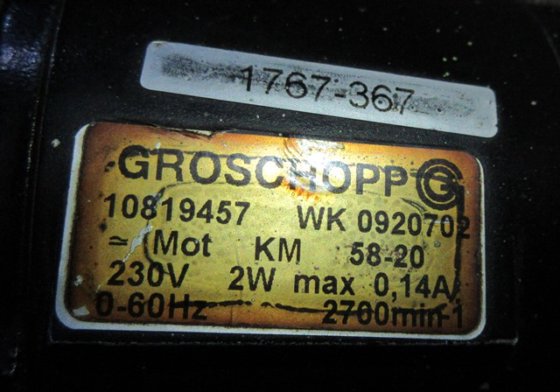 1767-367
GROSCHOPP G
10819457 WK 0920702
≃ Mot KM 58-20
230V 2W max 0,14A
0-60Hz 2700min-1